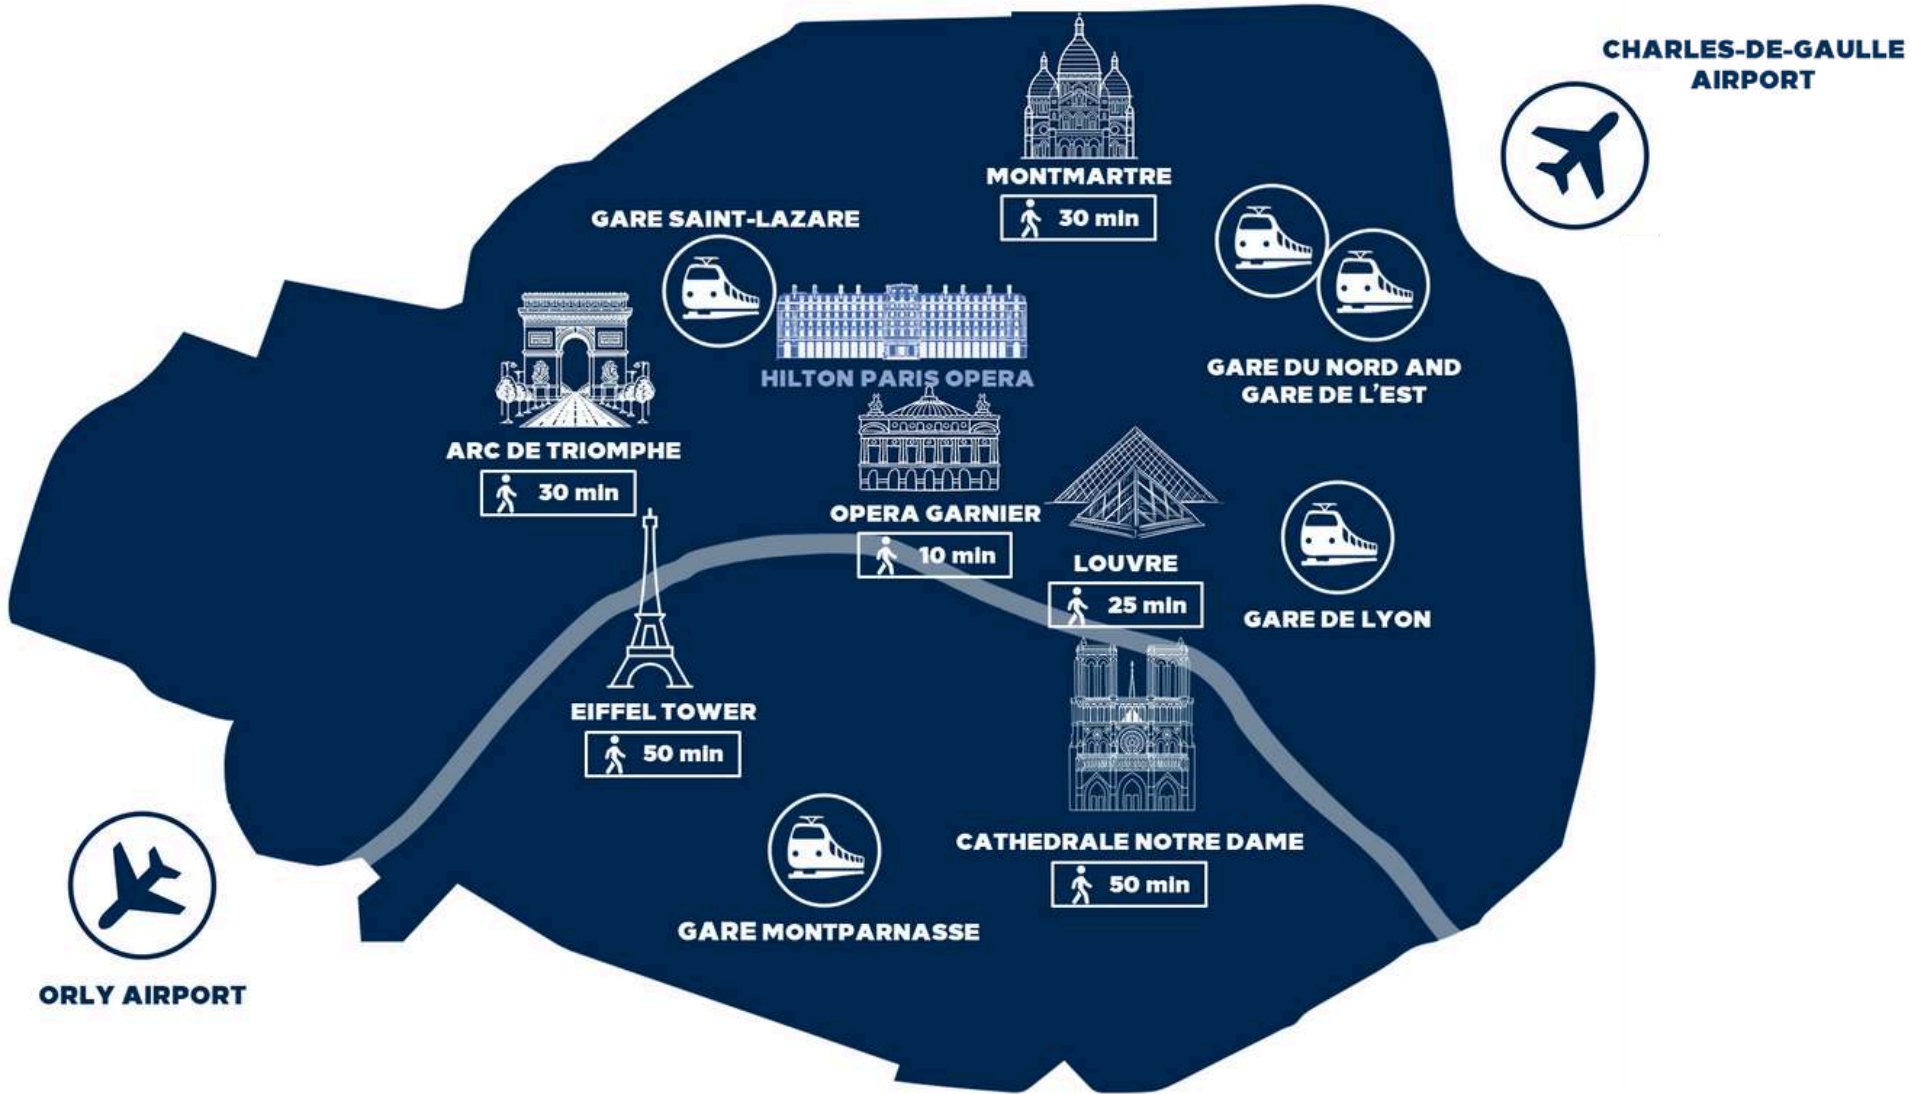 CHARLES-DE-GAULLE
AIRPORT
MONTMARTRE
30 min
GARE SAINT-LAZARE
HILTON PARIS OPERA
GARE DU NORD AND
GARE DE L'EST
ARC DE TRIOMPHE
30 min
OPERA GARNIER
10 min
LOUVRE
25 min
GARE DE LYON
EIFFEL TOWER
50 min
CATHEDRALE NOTRE DAME
50 min
GARE MONTPARNASSE
ORLY AIRPORT